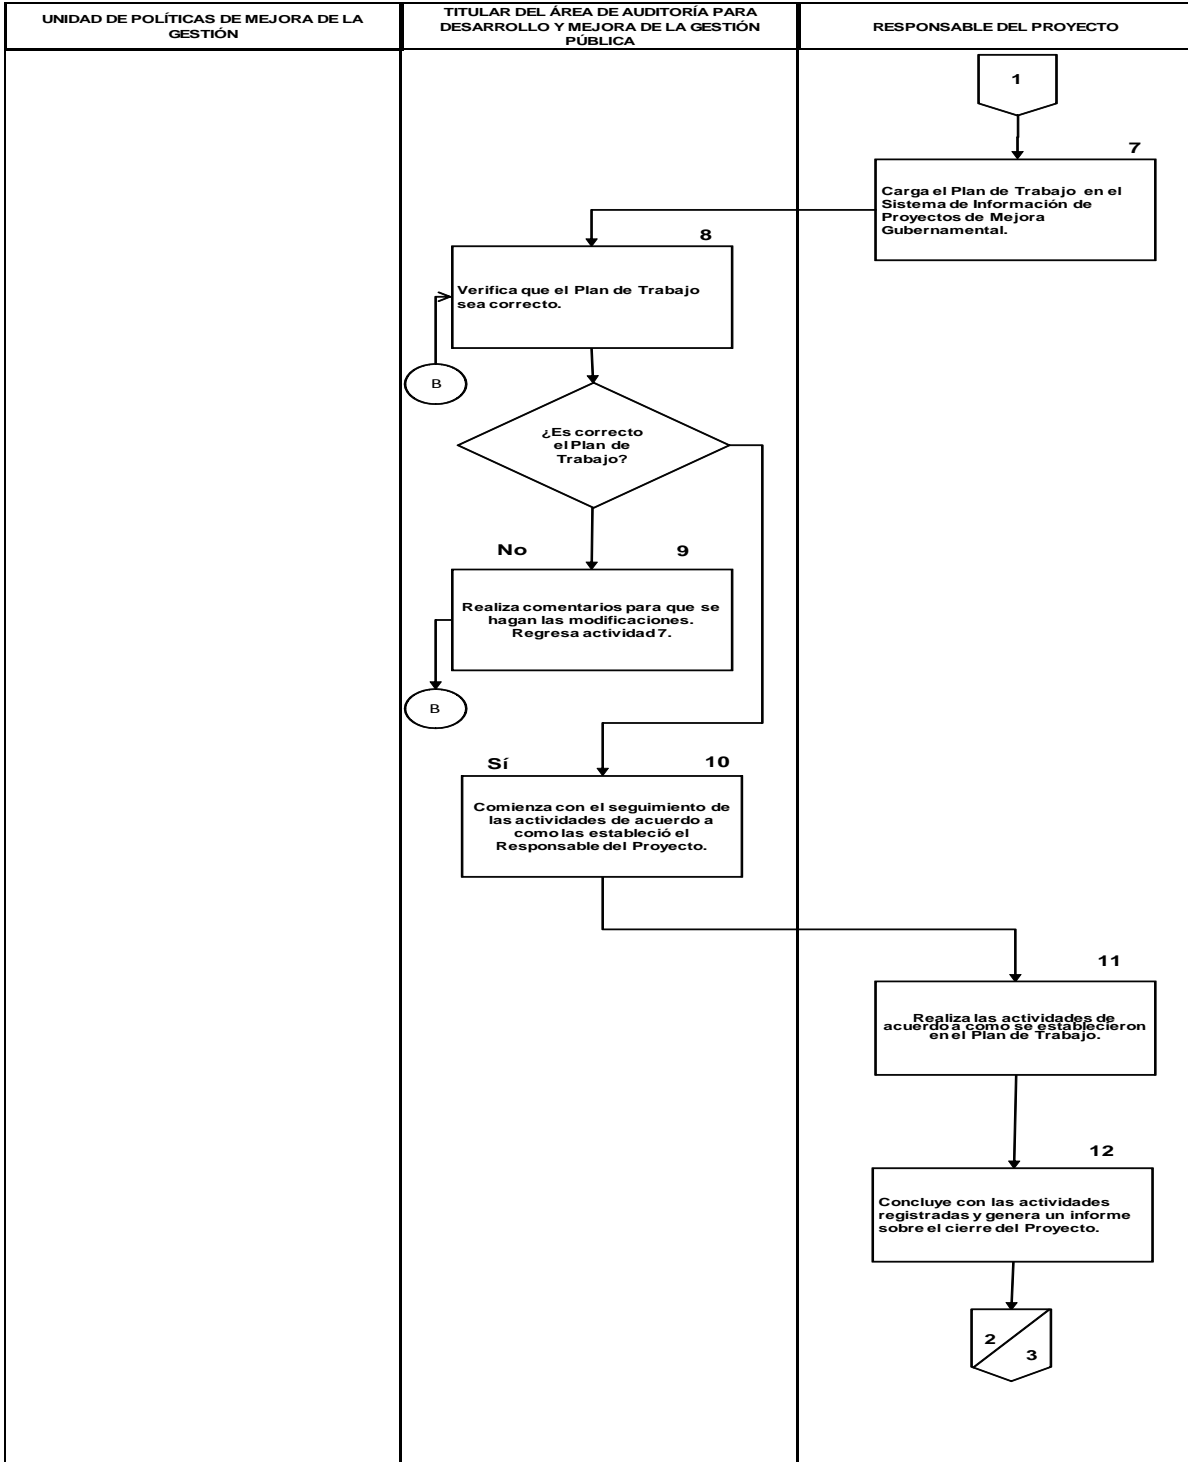 UNIDAD DE POLÍTICAS DE MEJORA DE LA
GESTIÓN
TITULAR DEL ÁREA DE AUDITORÍA PARA
DESARROLLO Y MEJORA DE LA GESTIÓN
PÚBLICA
RESPONSABLE DEL PROYECTO
1
7
Carga el Plan de Trabajo en el
Sistema de Información de
Proyectos de Mejora
Gubernamental.
8
Verifica que el Plan de Trabajo
sea correcto.
B
¿Es correcto
el Plan de
Trabajo?
No
9
Realiza comentarios para que se
hagan las modificaciones.
Regresa actividad 7.
B
Sí
10
Comienza con el seguimiento de
las actividades de acuerdo a
como las estableció el
Responsable del Proyecto.
11
Realiza las actividades de
acuerdo a como se establecieron
en el Plan de Trabajo.
12
Concluye con las actividades
registradas y genera un informe
sobre el cierre del Proyecto.
2
3